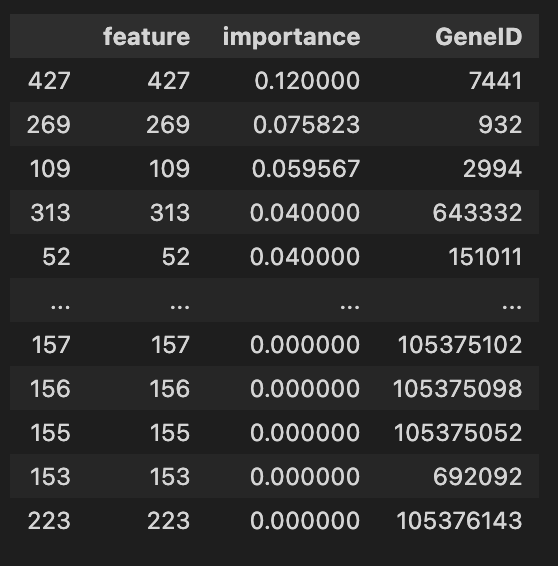 feature importance GeneID
427 427 0.120000 7441
269 269 0.075823 932
109 109 0.059567 2994
313 313 0.040000 643332
52 52 0.040000 151011
... ... ... ...
157 157 0.000000 105375102
156 156 0.000000 105375098
155 155 0.000000 105375052
153 153 0.000000 692092
223 223 0.000000 105376143